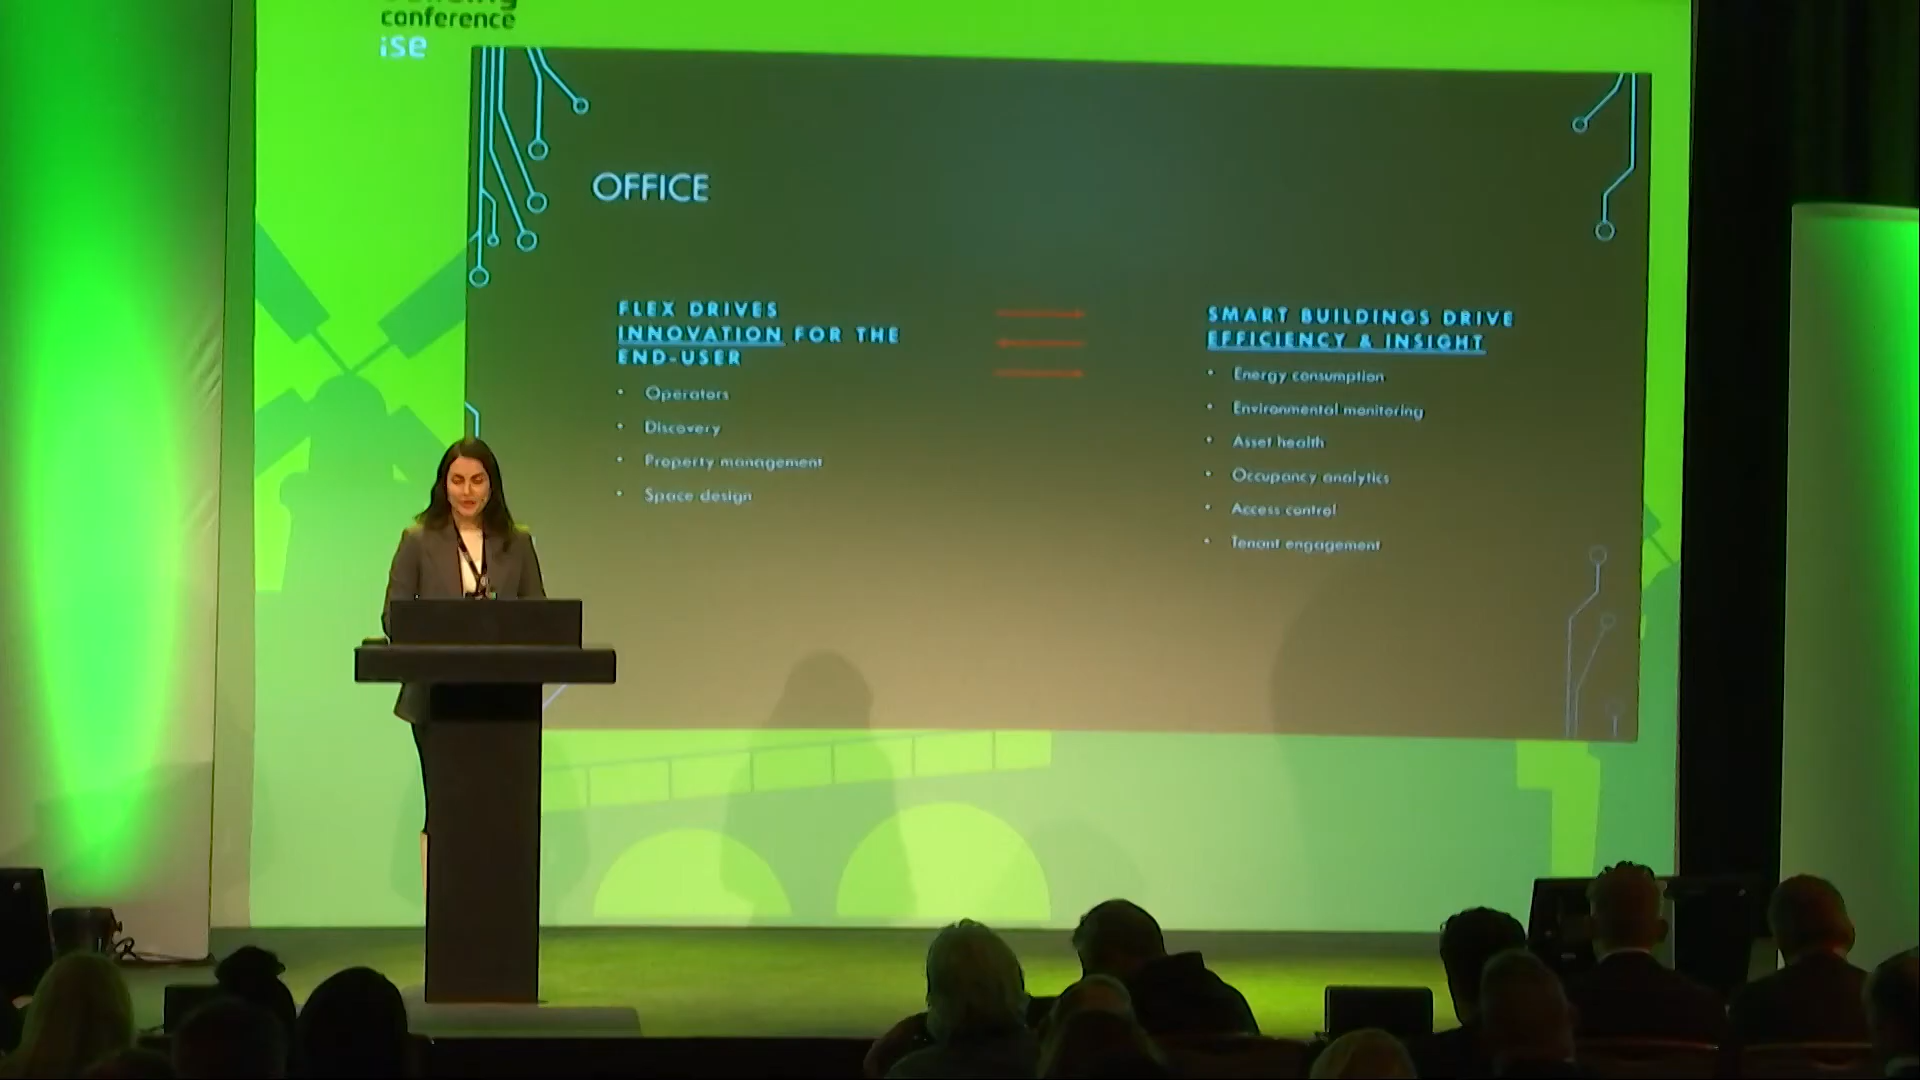 conference
ise
OFFICE
FLEX DRIVES
INNOVATION FOR THE
END-USER
• Operators
• Discovery
• Property management
• Space design
SMART BUILDINGS DRIVE
EFFICIENCY & INSIGHT
• Energy consumption
• Environmental monitoring
• Asset health
• Occupancy analytics
• Access control
• Tenant engagement